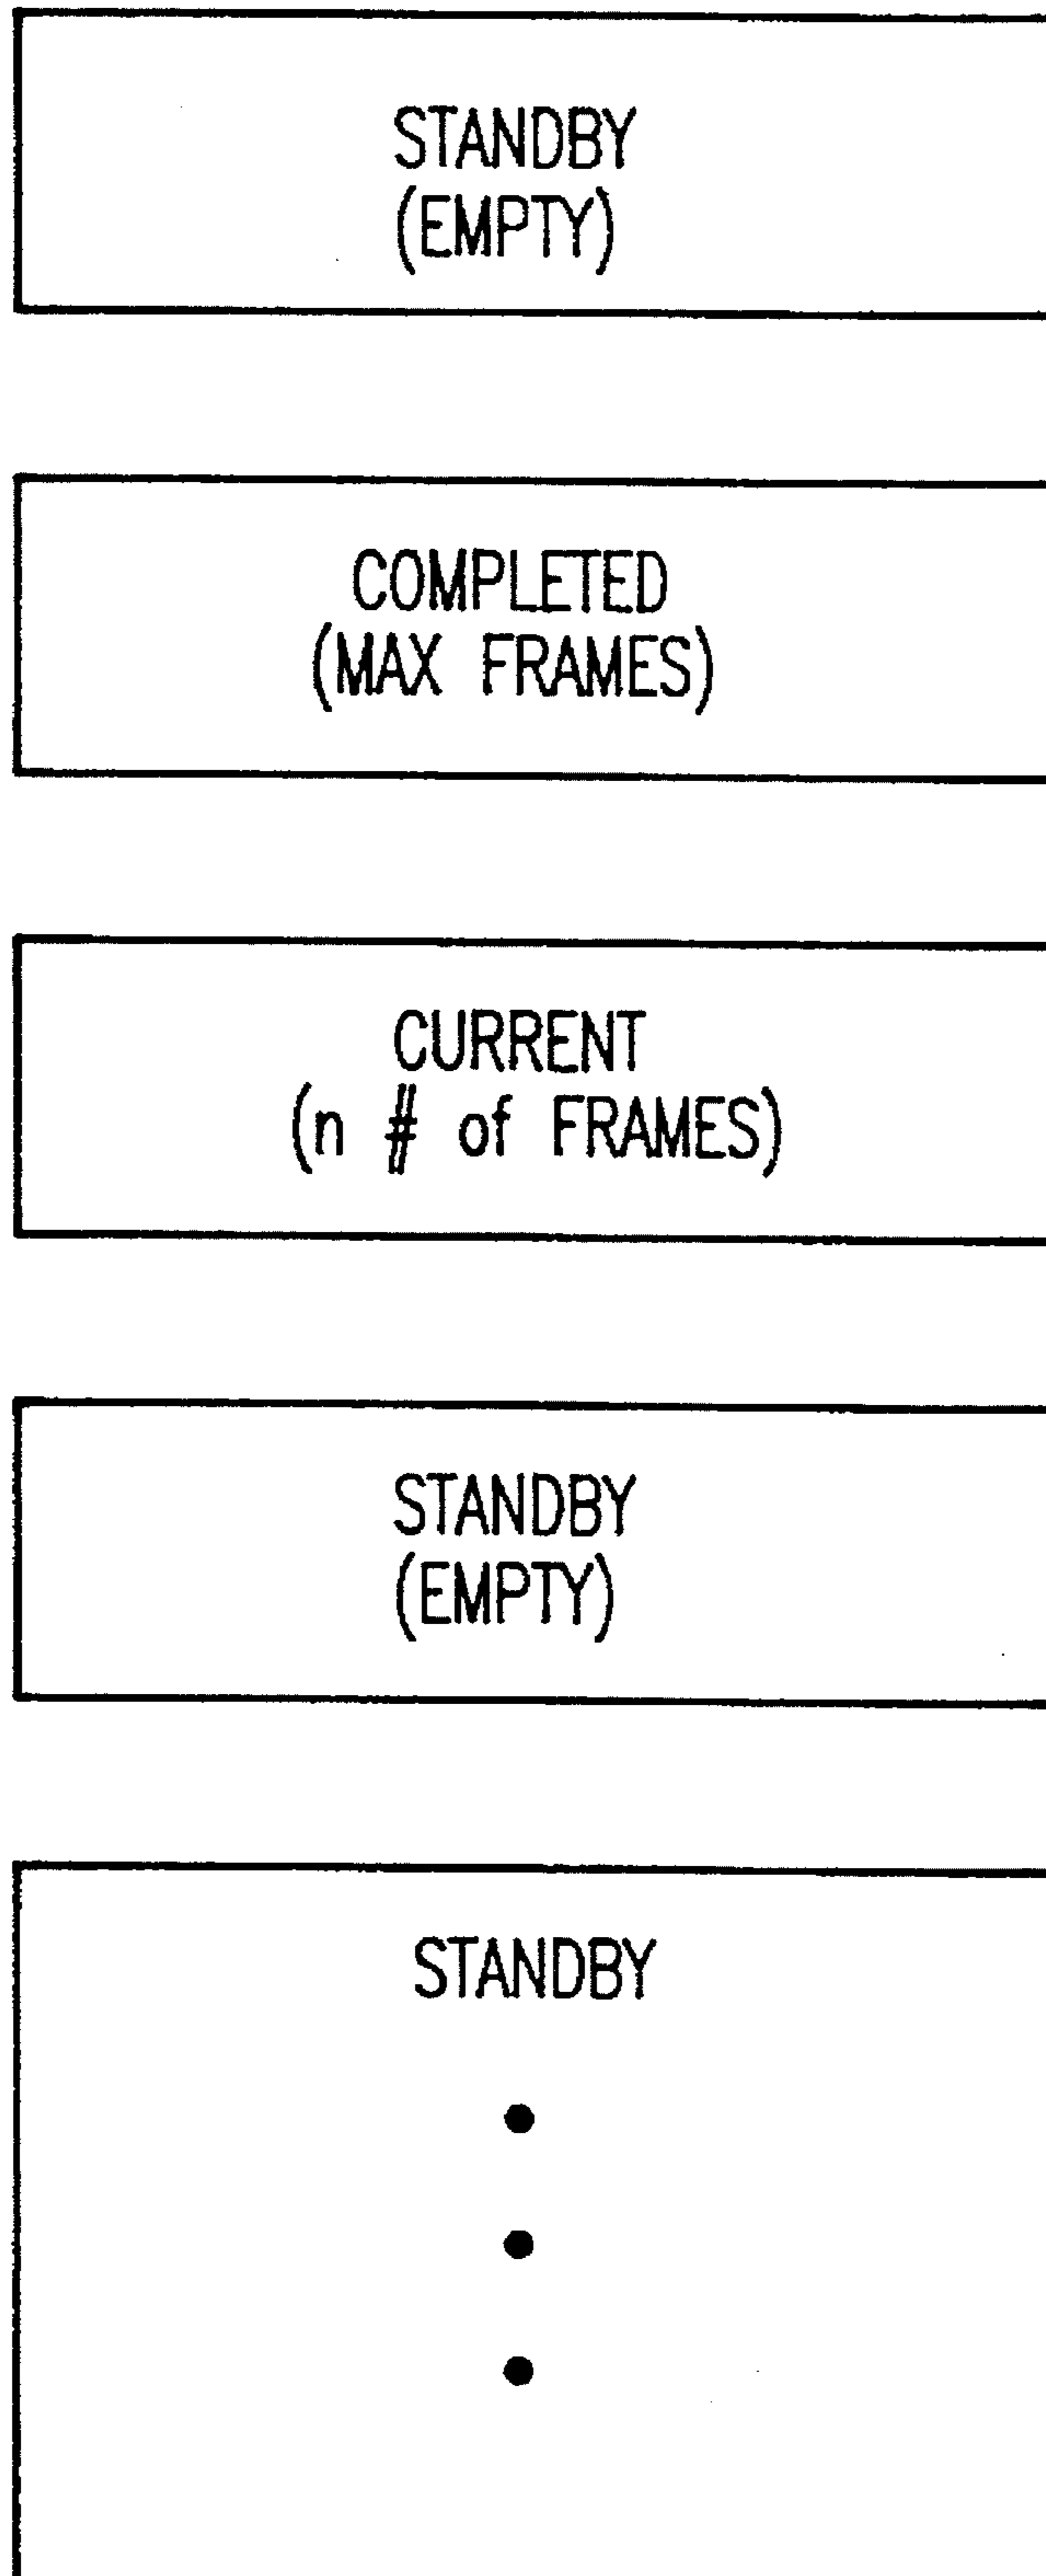 STANDBY
(EMPTY)
COMPLETED
(MAX FRAMES)
CURRENT
(n # of FRAMES)
STANDBY
(EMPTY)
STANDBY